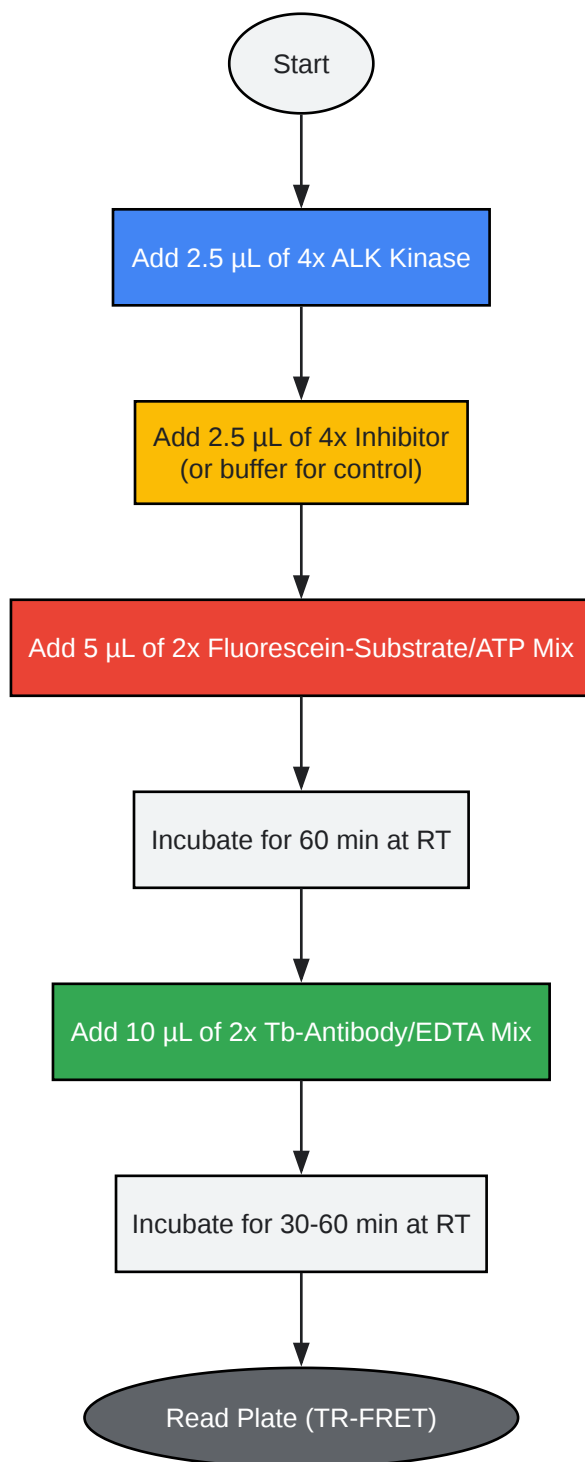 Start
Add 2.5 µL of 4x ALK Kinase
Add 2.5 µL of 4x Inhibitor
(or buffer for control)
Add 5 µL of 2x Fluorescein-Substrate/ATP Mix
Incubate for 60 min at RT
Add 10 µL of 2x Tb-Antibody/EDTA Mix
Incubate for 30-60 min at RT
Read Plate (TR-FRET)